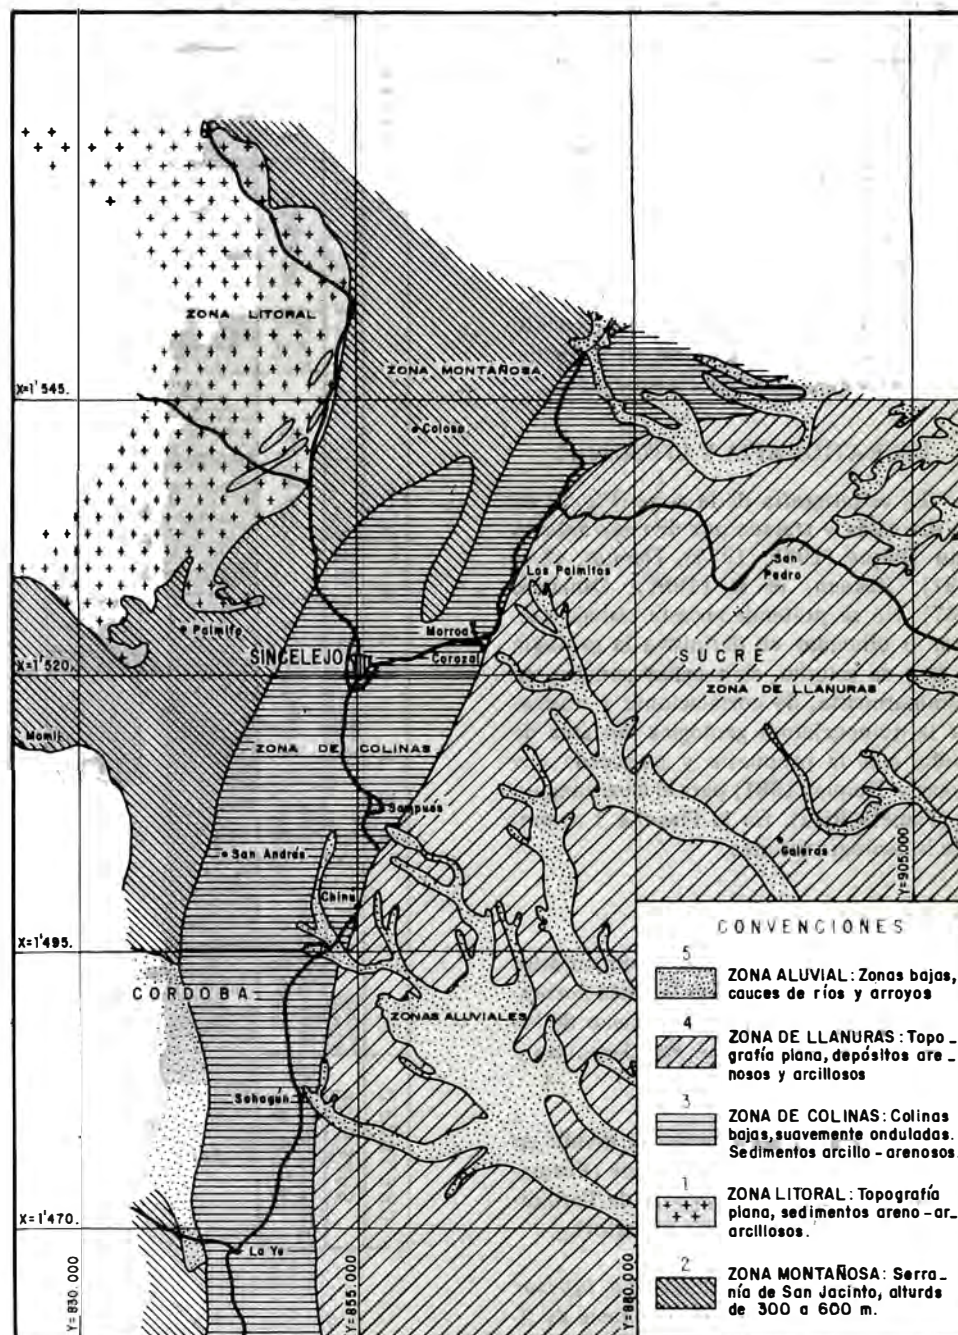 ZONA LITORAL
ZONA MONTAÑOSA
X=1'545.
Coloso
San
Pedro
Los Palmitos
Palmito
Morroa
SINCELEJO
Corozal
SUCRE
X=1'520.
ZONA DE LLANURAS
Momil
ZONA DE COLINAS
Sampués
San Andrés
Galeras
Y=905.000
Chinú
X=1'495.
CORDOBA
ZONAS ALUVIALES
Sahagún
X=1'470.
La Ye
Y=830.000
Y=855.000
Y=880.000
CONVENCIONES
5
ZONA ALUVIAL: Zonas bajas,
cauces de ríos y arroyos
4
ZONA DE LLANURAS: Topo_
grafía plana, depósitos are_
nosos y arcillosos
3
ZONA DE COLINAS: Colinas
bajas, suavemente onduladas.
Sedimentos arcillo-arenosos.
1
ZONA LITORAL: Topografía
plana, sedimentos areno-ar_
arcillosos.
2
ZONA MONTAÑOSA: Serra_
nía de San Jacinto, alturas
de 300 a 600 m.